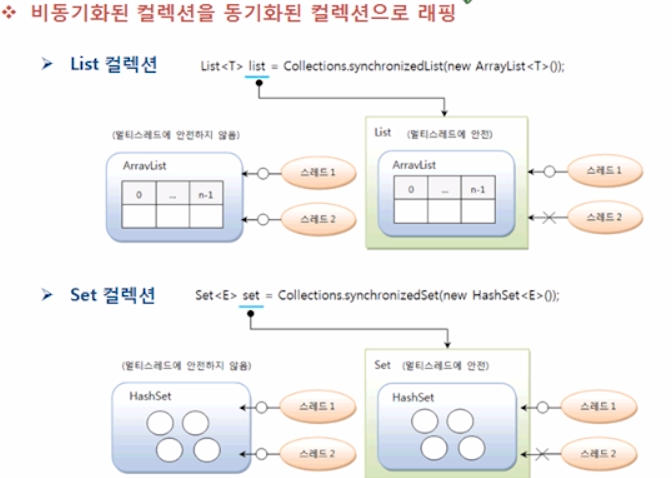 ❖ 비동기화된 컬렉션을 동기화된 컬렉션으로 래핑
➤ List 컬렉션 List<T> list = Collections.synchronizedList(new ArrayList<T>());
(멀티스레드에 안전하지 않음)
List (멀티스레드에 안전)
ArrayList
0 ... n-1
스레드 1
스레드 2
ArrayList
0 ... n-1
스레드 1
스레드 2
➤ Set 컬렉션 Set<E> set = Collections.synchronizedSet(new HashSet<E>());
(멀티스레드에 안전하지 않음)
Set (멀티스레드에 안전)
HashSet
스레드 1
스레드 2
HashSet
스레드 1
스레드 2